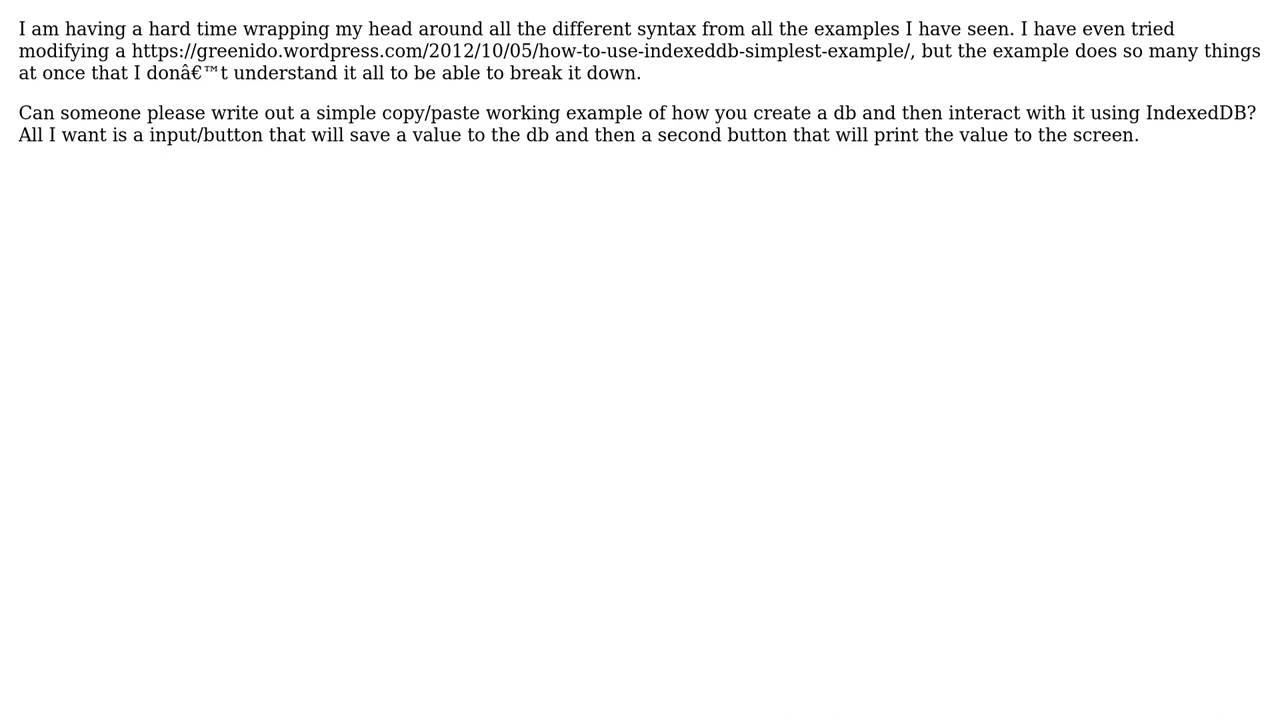 I am having a hard time wrapping my head around all the different syntax from all the examples I have seen. I have even tried
modifying a https://greenido.wordpress.com/2012/10/05/how-to-use-indexeddb-simplest-example/, but the example does so many things
at once that I donâ€™t understand it all to be able to break it down.
Can someone please write out a simple copy/paste working example of how you create a db and then interact with it using IndexedDB?
All I want is a input/button that will save a value to the db and then a second button that will print the value to the screen.